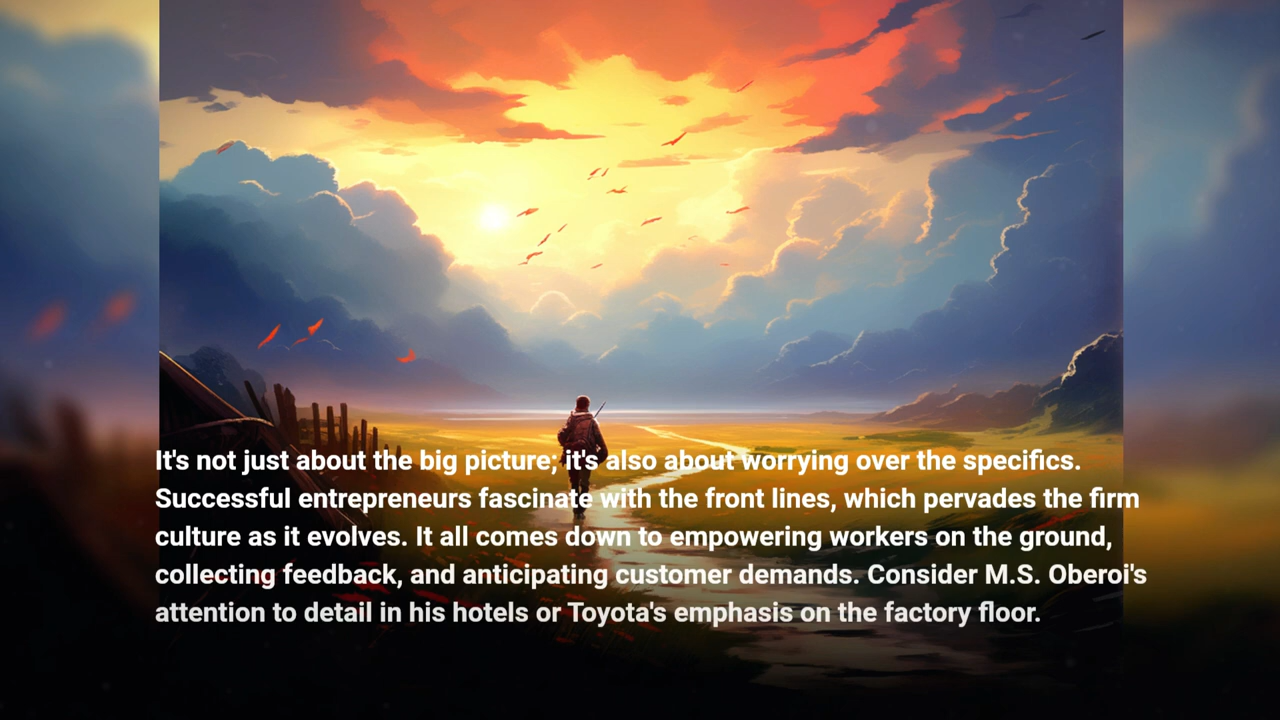 It's not just about the big picture; it's also about worrying over the specifics.
Successful entrepreneurs fascinate with the front lines, which pervades the firm
culture as it evolves. It all comes down to empowering workers on the ground,
collecting feedback, and anticipating customer demands. Consider M.S. Oberoi's
attention to detail in his hotels or Toyota's emphasis on the factory floor.